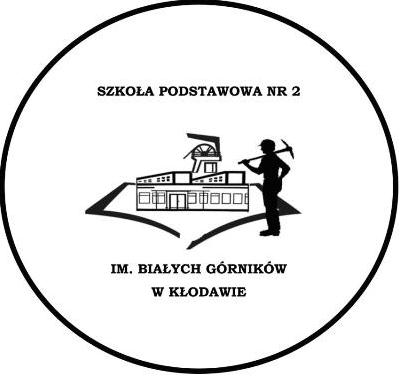 SZKOŁA PODSTAWOWA NR 2
IM. BIAŁYCH GÓRNIKÓW
W KŁODAWIE